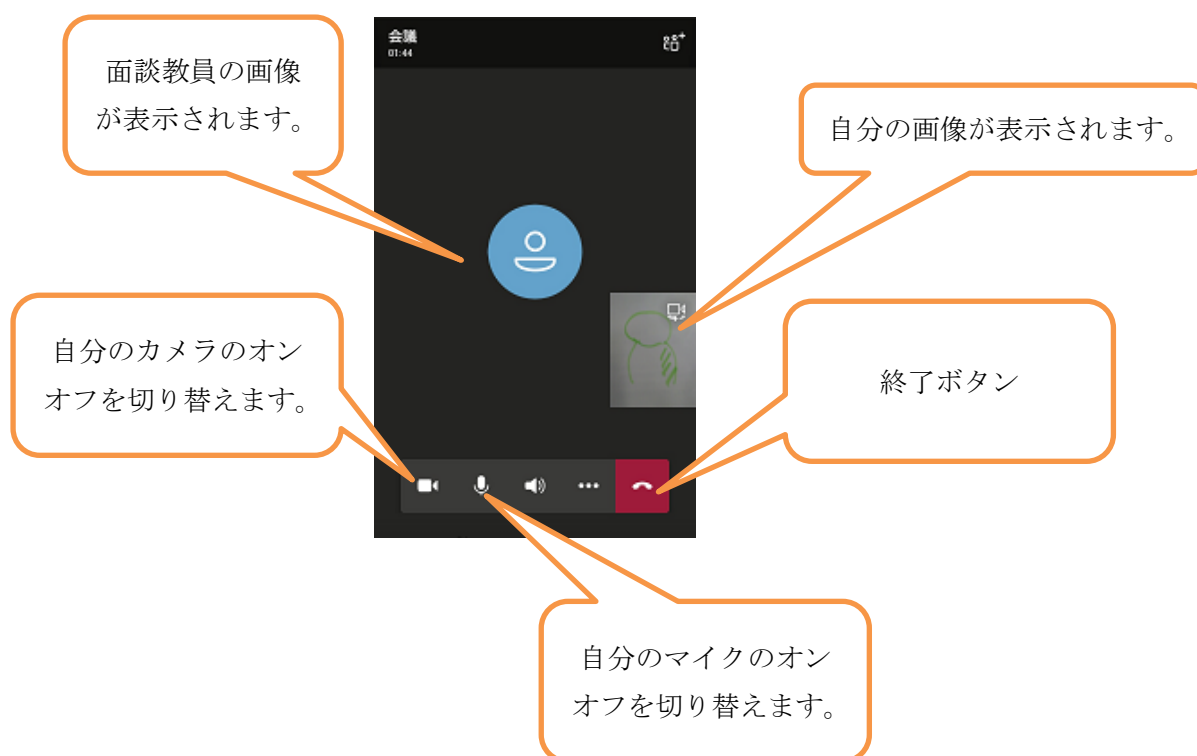 会議
01:44
面談教員の画像
が表示されます。
自分の画像が表示されます。
自分のカメラのオン
オフを切り替えます。
終了ボタン
自分のマイクのオン
オフを切り替えます。